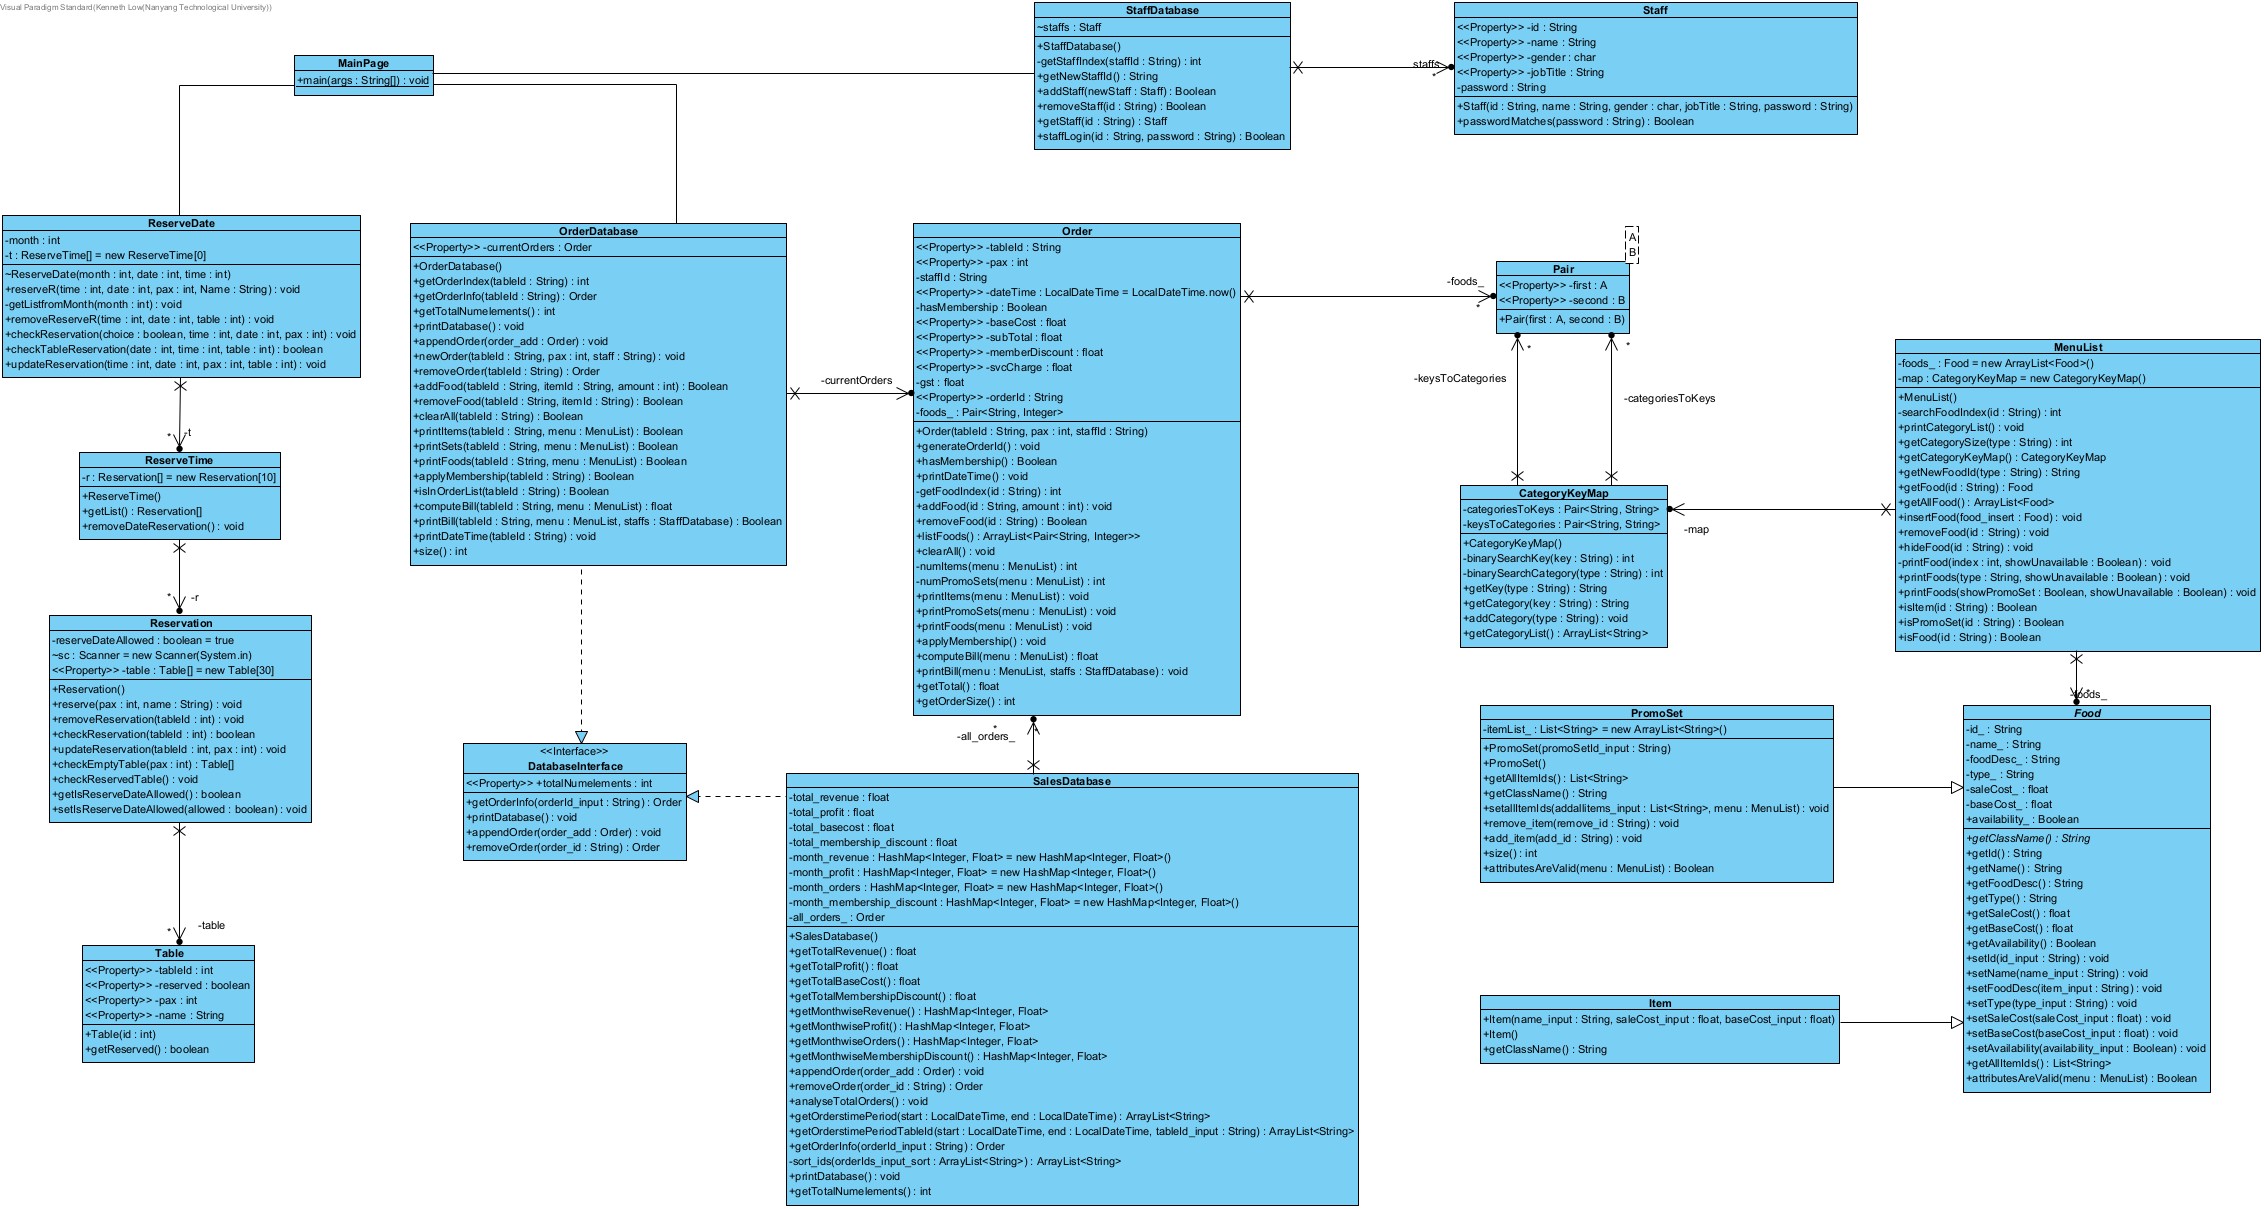 Visual Paradigm Standard(Kenneth Low(Nanyang Technological University))
MainPage
+main(args : String[]) : void
StaffDatabase
~staffs : Staff
+StaffDatabase()
-getStaffIndex(staffId : String) : int
+getNewStaffId() : String
+addStaff(newStaff : Staff) : Boolean
+removeStaff(id : String) : Boolean
+getStaff(id : String) : Staff
+staffLogin(id : String, password : String) : Boolean
staffs
*
Staff
<<Property>> -id : String
<<Property>> -name : String
<<Property>> -gender : char
<<Property>> -jobTitle : String
-password : String
+Staff(id : String, name : String, gender : char, jobTitle : String, password : String)
+passwordMatches(password : String) : Boolean
ReserveDate
-month : int
-t : ReserveTime[] = new ReserveTime[0]
~ReserveDate(month : int, date : int, time : int)
+reserveR(time : int, date : int, pax : int, Name : String) : void
-getListfromMonth(month : int) : void
+removeReserveR(time : int, date : int, table : int) : void
+checkReservation(choice : boolean, time : int, date : int, pax : int) : void
+checkTableReservation(date : int, time : int, table : int) : boolean
+updateReservation(time : int, date : int, pax : int, table : int) : void
*
-t
ReserveTime
-r : Reservation[] = new Reservation[10]
+ReserveTime()
+getList() : Reservation[]
+removeDateReservation() : void
*
-r
Reservation
-reserveDateAllowed : boolean = true
~sc : Scanner = new Scanner(System.in)
<<Property>> -table : Table[] = new Table[30]
+Reservation()
+reserve(pax : int, name : String) : void
+removeReservation(tableId : int) : void
+checkReservation(tableId : int) : boolean
+updateReservation(tableId : int, pax : int) : void
+checkEmptyTable(pax : int) : Table[]
+checkReservedTable() : void
+getIsReserveDateAllowed() : boolean
+setIsReserveDateAllowed(allowed : boolean) : void
*
-table
Table
<<Property>> -tableId : int
<<Property>> -reserved : boolean
<<Property>> -pax : int
<<Property>> -name : String
+Table(id : int)
+getReserved() : boolean
OrderDatabase
<<Property>> -currentOrders : Order
+OrderDatabase()
+getOrderIndex(tableId : String) : int
+getOrderInfo(tableId : String) : Order
+getTotalNumelements() : int
+printDatabase() : void
+appendOrder(order_add : Order) : void
+newOrder(tableId : String, pax : int, staff : String) : void
+removeOrder(tableId : String) : Order
+addFood(tableId : String, itemId : String, amount : int) : Boolean
+removeFood(tableId : String, itemId : String) : Boolean
+clearAll(tableId : String) : Boolean
+printItems(tableId : String, menu : MenuList) : Boolean
+printSets(tableId : String, menu : MenuList) : Boolean
+printFoods(tableId : String, menu : MenuList) : Boolean
+applyMembership(tableId : String) : Boolean
+isInOrderList(tableId : String) : Boolean
+computeBill(tableId : String, menu : MenuList) : float
+printBill(tableId : String, menu : MenuList, staffs : StaffDatabase) : Boolean
+printDateTime(tableId : String) : void
+size() : int
-currentOrders
Order
<<Property>> -tableId : String
<<Property>> -pax : int
-staffId : String
<<Property>> -dateTime : LocalDateTime = LocalDateTime.now()
-hasMembership : Boolean
<<Property>> -baseCost : float
<<Property>> -subTotal : float
<<Property>> -memberDiscount : float
<<Property>> -svcCharge : float
-gst : float
<<Property>> -orderId : String
-foods_ : Pair<String, Integer>
+Order(tableId : String, pax : int, staffId : String)
+generateOrderId() : void
+hasMembership() : Boolean
+printDateTime() : void
-getFoodIndex(id : String) : int
+addFood(id : String, amount : int) : void
+removeFood(id : String) : Boolean
+listFoods() : ArrayList<Pair<String, Integer>>
+clearAll() : void
-numItems(menu : MenuList) : int
-numPromoSets(menu : MenuList) : int
+printItems(menu : MenuList) : void
+printPromoSets(menu : MenuList) : void
+printFoods(menu : MenuList) : void
+applyMembership() : void
+computeBill(menu : MenuList) : float
+printBill(menu : MenuList, staffs : StaffDatabase) : void
+getTotal() : float
+getOrderSize() : int
-foods_
*
A
B
Pair
<<Property>> -first : A
<<Property>> -second : B
+Pair(first : A, second : B)
*
*
-keysToCategories
-categoriesToKeys
CategoryKeyMap
-categoriesToKeys : Pair<String, String>
-keysToCategories : Pair<String, String>
+CategoryKeyMap()
-binarySearchKey(key : String) : int
-binarySearchCategory(type : String) : int
+getKey(type : String) : String
+getCategory(key : String) : String
+addCategory(type : String) : void
+getCategoryList() : ArrayList<String>
-map
MenuList
-foods_ : Food = new ArrayList<Food>()
-map : CategoryKeyMap = new CategoryKeyMap()
+MenuList()
-searchFoodIndex(id : String) : int
+printCategoryList() : void
+getCategorySize(type : String) : int
+getCategoryKeyMap() : CategoryKeyMap
+getNewFoodId(type : String) : String
+getFood(id : String) : Food
+getAllFood() : ArrayList<Food>
+insertFood(food_insert : Food) : void
+removeFood(id : String) : void
+hideFood(id : String) : void
-printFood(index : int, showUnavailable : Boolean) : void
+printFoods(type : String, showUnavailable : Boolean) : void
+printFoods(showPromoSet : Boolean, showUnavailable : Boolean) : void
+isItem(id : String) : Boolean
+isPromoSet(id : String) : Boolean
+isFood(id : String) : Boolean
*
-foods_
Food
-id_ : String
-name_ : String
-foodDesc_ : String
-type_ : String
-saleCost_ : float
-baseCost_ : float
+availability_ : Boolean
+getClassName() : String
+getId() : String
+getName() : String
+getFoodDesc() : String
+getType() : String
+getSaleCost() : float
+getBaseCost() : float
+getAvailability() : Boolean
+setId(id_input : String) : void
+setName(name_input : String) : void
+setFoodDesc(item_input : String) : void
+setType(type_input : String) : void
+setSaleCost(saleCost_input : float) : void
+setBaseCost(baseCost_input : float) : void
+setAvailability(availability_input : Boolean) : void
+getAllItemIds() : List<String>
+attributesAreValid(menu : MenuList) : Boolean
PromoSet
-itemList_ : List<String> = new ArrayList<String>()
+PromoSet(promoSetId_input : String)
+PromoSet()
+getAllItemIds() : List<String>
+getClassName() : String
+setallItemIds(addallitems_input : List<String>, menu : MenuList) : void
+remove_item(remove_id : String) : void
+add_item(add_id : String) : void
+size() : int
+attributesAreValid(menu : MenuList) : Boolean
Item
+Item(name_input : String, saleCost_input : float, baseCost_input : float)
+Item()
+getClassName() : String
<<Interface>>
DatabaseInterface
<<Property>> +totalNumelements : int
+getOrderInfo(orderId_input : String) : Order
+printDatabase() : void
+appendOrder(order_add : Order) : void
+removeOrder(order_id : String) : Order
*
-all_orders_
*
SalesDatabase
-total_revenue : float
-total_profit : float
-total_basecost : float
-total_membership_discount : float
-month_revenue : HashMap<Integer, Float> = new HashMap<Integer, Float>()
-month_profit : HashMap<Integer, Float> = new HashMap<Integer, Float>()
-month_orders : HashMap<Integer, Float> = new HashMap<Integer, Float>()
-month_membership_discount : HashMap<Integer, Float> = new HashMap<Integer, Float>()
-all_orders_ : Order
+SalesDatabase()
+getTotalRevenue() : float
+getTotalProfit() : float
+getTotalBaseCost() : float
+getTotalMembershipDiscount() : float
+getMonthwiseRevenue() : HashMap<Integer, Float>
+getMonthwiseProfit() : HashMap<Integer, Float>
+getMonthwiseOrders() : HashMap<Integer, Float>
+getMonthwiseMembershipDiscount() : HashMap<Integer, Float>
+appendOrder(order_add : Order) : void
+removeOrder(order_id : String) : Order
+analyseTotalOrders() : void
+getOrderstimePeriod(start : LocalDateTime, end : LocalDateTime) : ArrayList<String>
+getOrderstimePeriodTableId(start : LocalDateTime, end : LocalDateTime, tableId_input : String) : ArrayList<String>
+getOrderInfo(orderId_input : String) : Order
-sort_ids(orderIds_input_sort : ArrayList<String>) : ArrayList<String>
+printDatabase() : void
+getTotalNumelements() : int